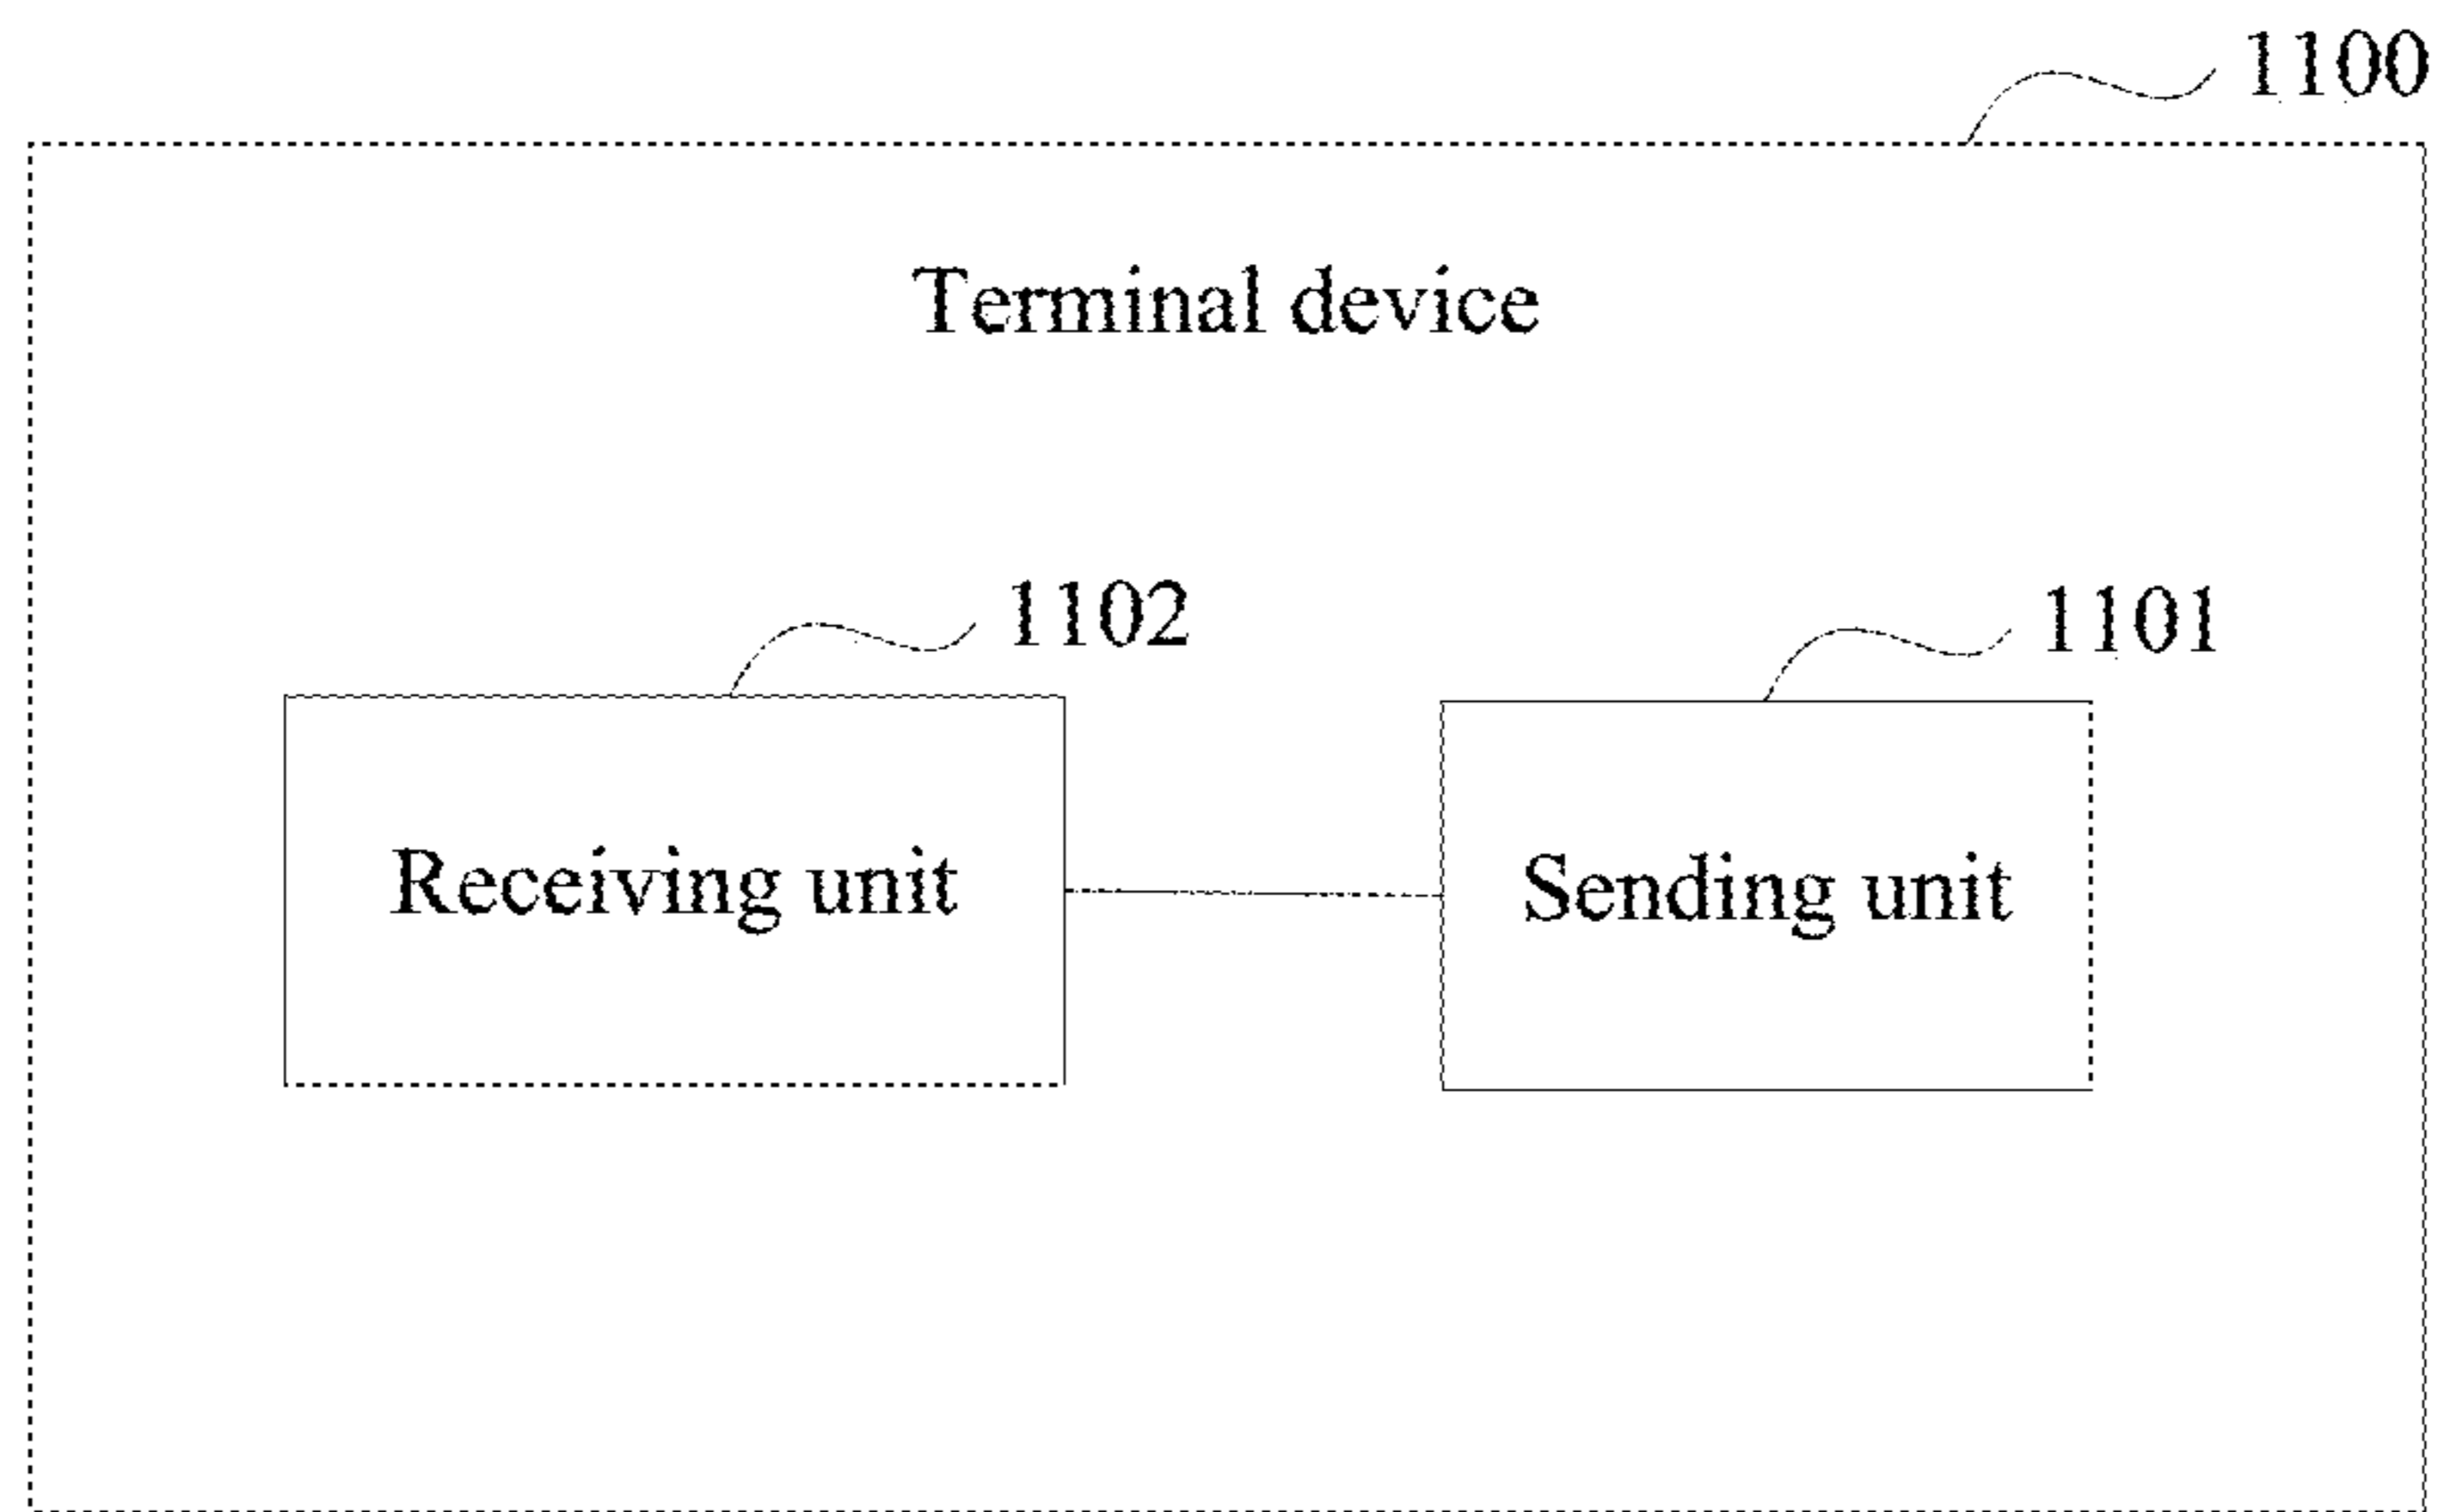 1100
Terminal device
1102
1101
Receiving unit
Sending unit